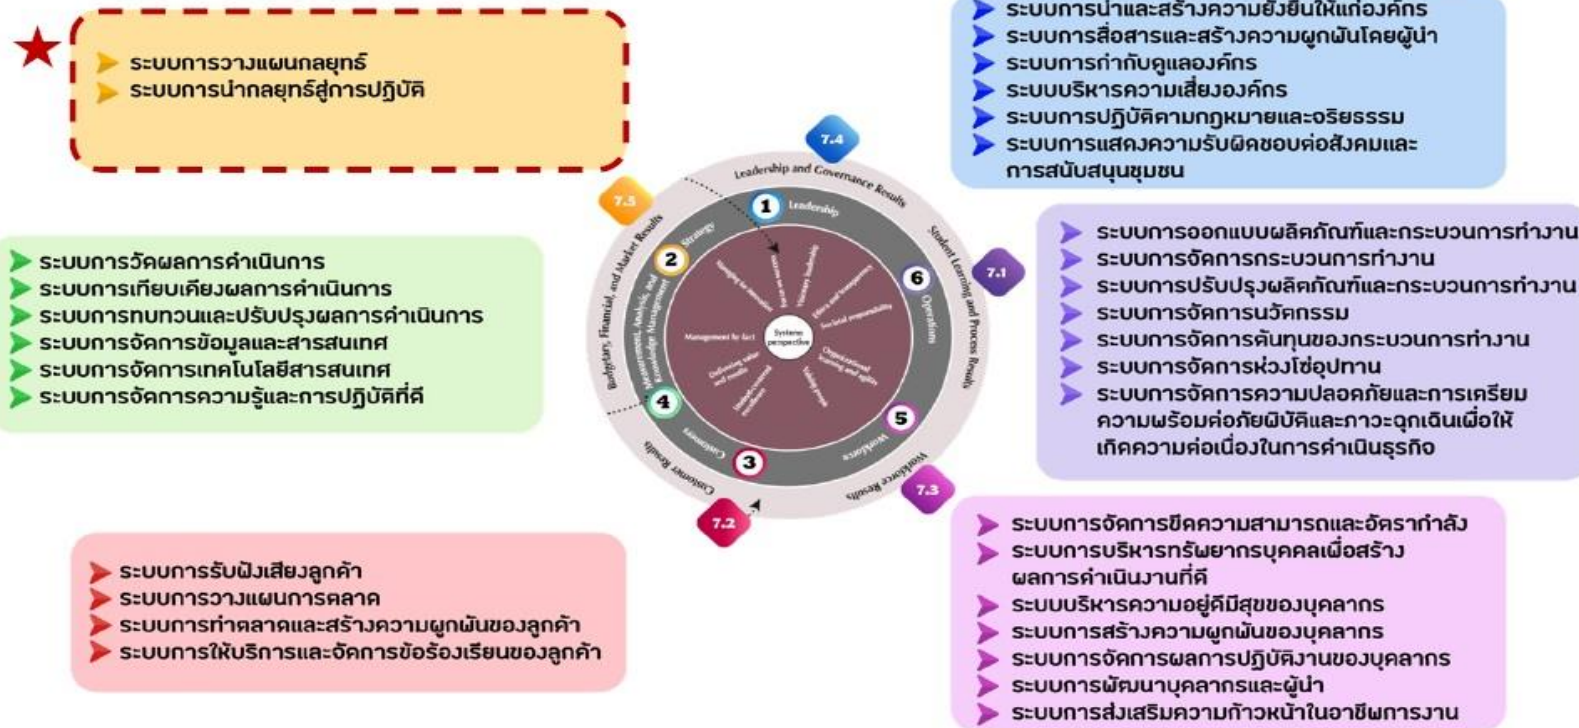 ระบบการวางแผนกลยุทธ์
ระบบการนำกลยุทธ์สู่การปฏิบัติ
ระบบการนำและสร้างความยั่งยืนให้แก่องค์กร
ระบบการสื่อสารและสร้างความผูกพันโดยผู้นำ
ระบบการกำกับดูแลองค์กร
ระบบบริหารความเสี่ยงองค์กร
ระบบการปฏิบัติตามกฎหมายและจริยธรรม
ระบบการแสดงความรับผิดชอบต่อสังคมและ
การสนับสนุนชุมชน
ระบบการวัดผลการดำเนินการ
ระบบการเทียบเคียงผลการดำเนินการ
ระบบการทบทวนและปรับปรุงผลการดำเนินการ
ระบบการจัดการข้อมูลและสารสนเทศ
ระบบการจัดการเทคโนโลยีสารสนเทศ
ระบบการจัดการความรู้และการปฏิบัติที่ดี
7.4
7.5
7.1
7.3
7.2
Leadership and Governance Results
Student Learning and Process Results
Workforce Results
Customer Results
Budgetary, Financial, and Market Results
1
Leadership
2
Strategy
3
Customers
4
Measurement, Analysis, and
Knowledge Management
5
Workforce
6
Operations
Systems
perspective
Visionary leadership
Ethics and transparency
Societal responsibility
Organizational
learning and agility
Valuing people
Student-centered
excellence
Delivering value
and results
Management by fact
Managing for innovation
Focus on success
ระบบการออกแบบผลิตภัณฑ์และกระบวนการทำงาน
ระบบการจัดการกระบวนการทำงาน
ระบบการปรับปรุงผลิตภัณฑ์และกระบวนการทำงาน
ระบบการจัดการนวัตกรรม
ระบบการจัดการต้นทุนของกระบวนการทำงาน
ระบบการจัดการห่วงโซ่อุปทาน
ระบบการจัดการความปลอดภัยและการเตรียม
ความพร้อมต่อภัยพิบัติและภาวะฉุกเฉินเพื่อให้
เกิดความต่อเนื่องในการดำเนินธุรกิจ
ระบบการรับฟังเสียงลูกค้า
ระบบการวางแผนการตลาด
ระบบการทำตลาดและสร้างความผูกพันของลูกค้า
ระบบการให้บริการและจัดการข้อร้องเรียนของลูกค้า
ระบบการจัดการขีดความสามารถและอัตรากำลัง
ระบบการบริหารทรัพยากรบุคคลเพื่อสร้าง
ผลการดำเนินงานที่ดี
ระบบบริหารความอยู่ดีมีสุขของบุคลากร
ระบบการสร้างความผูกพันของบุคลากร
ระบบการจัดการผลการปฏิบัติงานของบุคลากร
ระบบการพัฒนาบุคลากรและผู้นำ
ระบบการส่งเสริมความก้าวหน้าในอาชีพการงาน